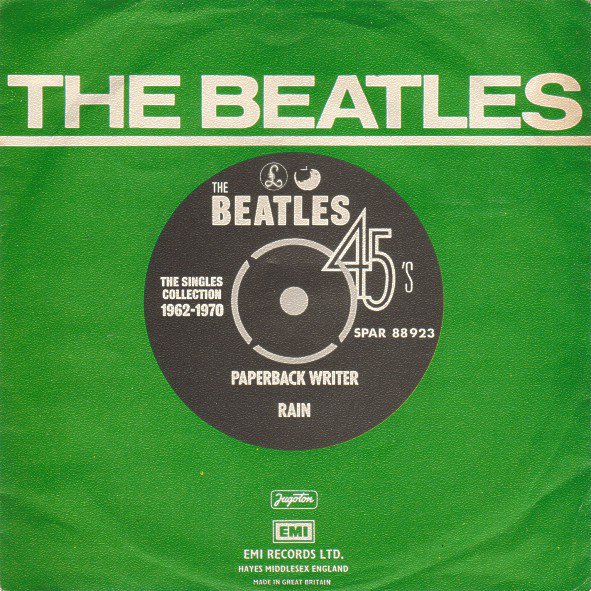 THE BEATLES
£
THE
BEATLES
45's
THE SINGLES
COLLECTION
1962-1970
SPAR 88923
PAPERBACK WRITER
RAIN
Jugoton
EMI
EMI RECORDS LTD.
HAYES MIDDLESEX ENGLAND
MADE IN GREAT BRITAIN